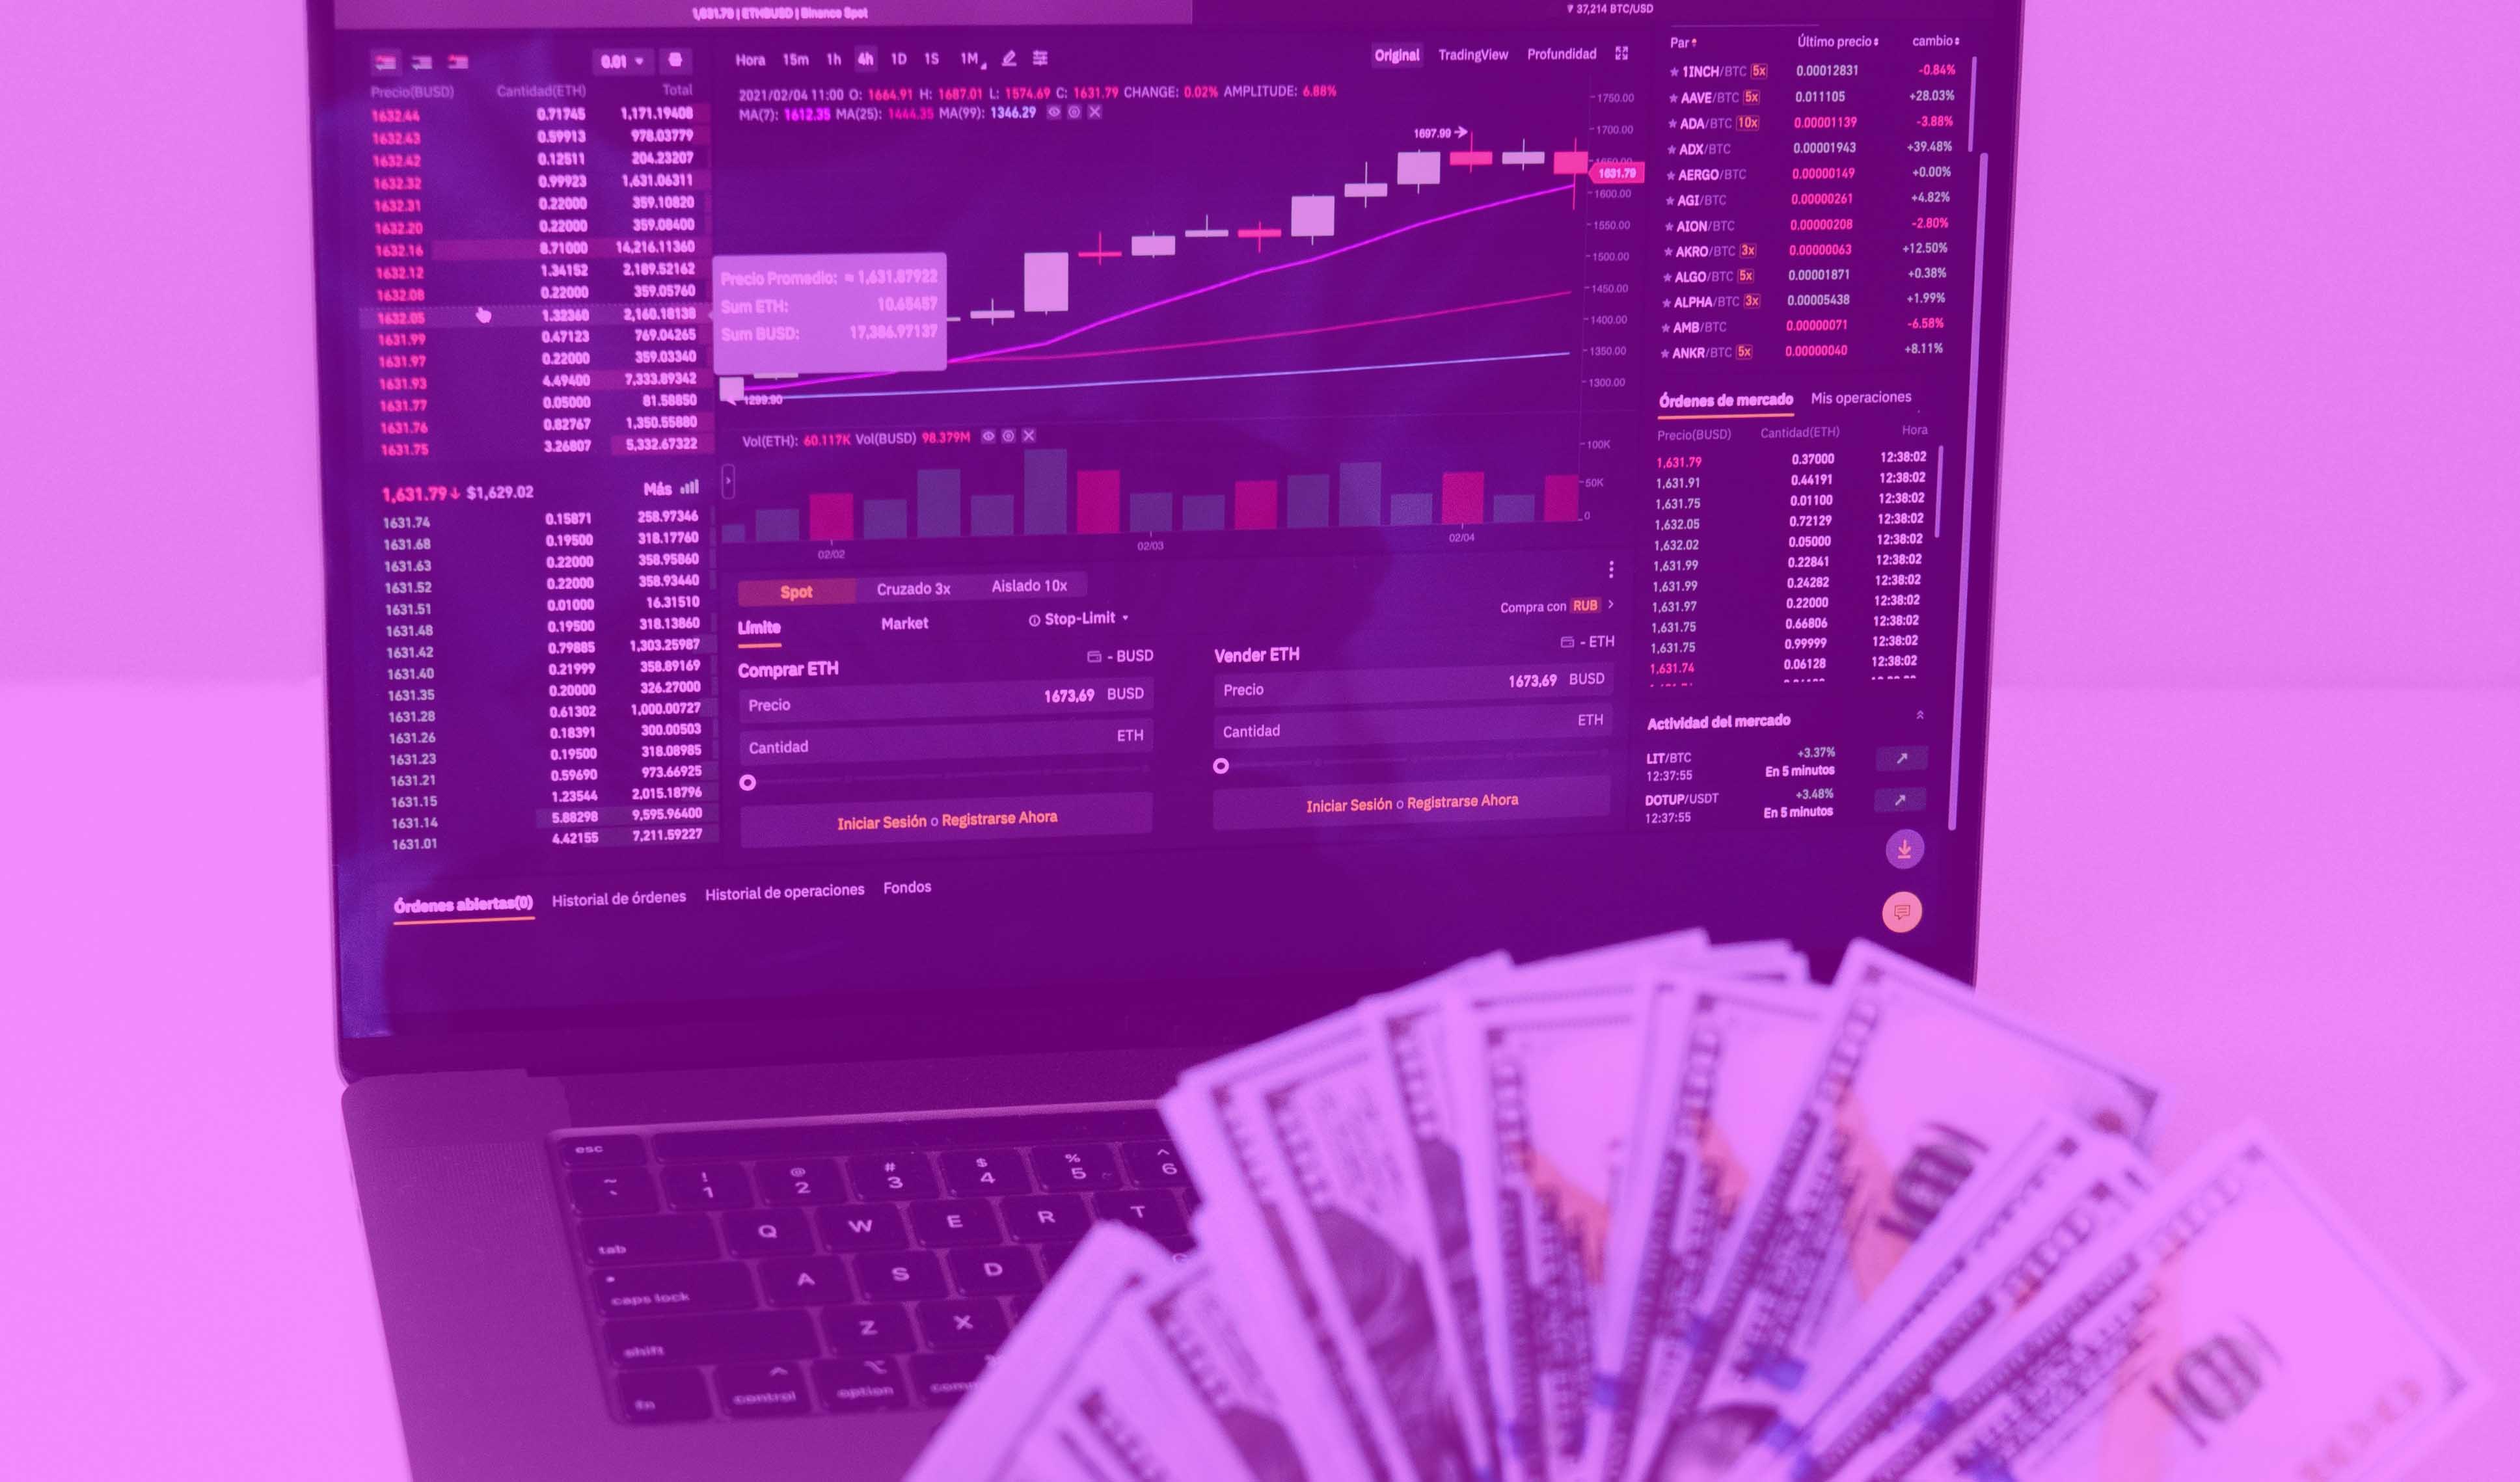 1,631.79 | ETHBUSD | Binance Spot
₮ 37,214 BTC/USD
0.01
Precio(BUSD) Cantidad(ETH) Total
1632.44 0.71745 1,171.19408
1632.43 0.59913 978.03779
1632.42 0.12511 204.23207
1632.32 0.99923 1,631.06311
1632.31 0.22000 359.10820
1632.20 0.22000 359.08400
1632.16 8.71000 14,216.11360
1632.12 1.34152 2,189.52162
1632.08 0.22000 359.05760
1632.05 1.32360 2,160.18138
1631.99 0.47123 769.04265
1631.97 0.22000 359.03340
1631.93 4.49400 7,333.89342
1631.77 0.05000 81.58850
1631.76 0.82767 1,350.55880
1631.75 3.26807 5,332.67322
1,631.79↓ $1,629.02 Más
1631.74 0.15871 258.97346
1631.68 0.19500 318.17760
1631.63 0.22000 358.95860
1631.52 0.22000 358.93440
1631.51 0.01000 16.31510
1631.48 0.19500 318.13860
1631.42 0.79885 1,303.25987
1631.40 0.21999 358.89169
1631.35 0.20000 326.27000
1631.28 0.61302 1,000.00727
1631.26 0.18391 300.00503
1631.23 0.19500 318.08985
1631.21 0.59690 973.66925
1631.15 1.23544 2,015.18796
1631.14 5.88298 9,595.96400
1631.01 4.42155 7,211.59227
Hora 15m 1h 4h 1D 1S 1M
Original TradingView Profundidad
2021/02/04 11:00 O: 1664.91 H: 1687.01 L: 1574.69 C: 1631.79 CHANGE: 0.02% AMPLITUDE: 6.88%
MA(7): 1612.35 MA(25): 1444.35 MA(99): 1346.29
1697.99
1750.00
1700.00
1650.00
1631.79
1600.00
1550.00
1500.00
1450.00
1400.00
1350.00
1300.00
Precio Promedio: ≈ 1,631.87922
Sum ETH: 10.65457
Sum BUSD: 17,386.97137
1299.90
Vol(ETH): 60.117K Vol(BUSD) 98.379M
100K
50K
0
02/02 02/03 02/04
Spot Cruzado 3x Aislado 10x
Compra con RUB >
Límite Market Stop-Limit
Comprar ETH - BUSD
Precio 1673,69 BUSD
Cantidad ETH
Iniciar Sesión o Registrarse Ahora
Vender ETH - ETH
Precio 1673,69 BUSD
Cantidad ETH
Iniciar Sesión o Registrarse Ahora
Par Último precio cambio
1INCH/BTC 5x 0.00012831 -0.84%
AAVE/BTC 5x 0.011105 +28.03%
ADA/BTC 10x 0.00001139 -3.88%
ADX/BTC 0.00001943 +39.48%
AERGO/BTC 0.00000149 +0.00%
AGI/BTC 0.00000261 +4.82%
AION/BTC 0.00000208 -2.80%
AKRO/BTC 3x 0.00000063 +12.50%
ALGO/BTC 5x 0.00001871 +0.38%
ALPHA/BTC 3x 0.00005438 +1.99%
AMB/BTC 0.00000071 -6.58%
ANKR/BTC 5x 0.00000040 +8.11%
Órdenes de mercado Mis operaciones
Precio(BUSD) Cantidad(ETH) Hora
1,631.79 0.37000 12:38:02
1,631.91 0.44191 12:38:02
1,631.75 0.01100 12:38:02
1,632.05 0.72129 12:38:02
1,632.02 0.05000 12:38:02
1,631.99 0.22841 12:38:02
1,631.99 0.24282 12:38:02
1,631.97 0.22000 12:38:02
1,631.75 0.66806 12:38:02
1,631.75 0.99999 12:38:02
1,631.74 0.06128 12:38:02
Actividad del mercado
LIT/BTC +3.37%
12:37:55 En 5 minutos
DOTUP/USDT +3.48%
12:37:55 En 5 minutos
Órdenes abiertas(0) Historial de órdenes Historial de operaciones Fondos
esc
~ ` ! 1 @ 2 # 3 $ 4 % 5 ^ 6
tab Q W E R T
caps lock A S D
shift Z X
fn control option
100
100